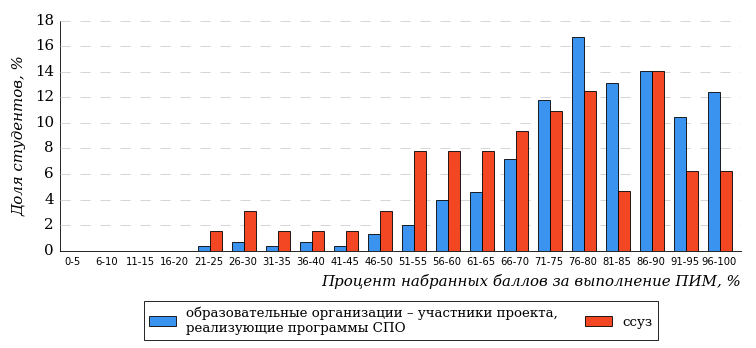 18
16
14
12
10
8
6
4
2
0
Доля студентов, %
0-5 6-10 11-15 16-20 21-25 26-30 31-35 36-40 41-45 46-50 51-55 56-60 61-65 66-70 71-75 76-80 81-85 86-90 91-95 96-100
Процент набранных баллов за выполнение ПИМ, %
образовательные организации – участники проекта,
реализующие программы СПО
ссуз